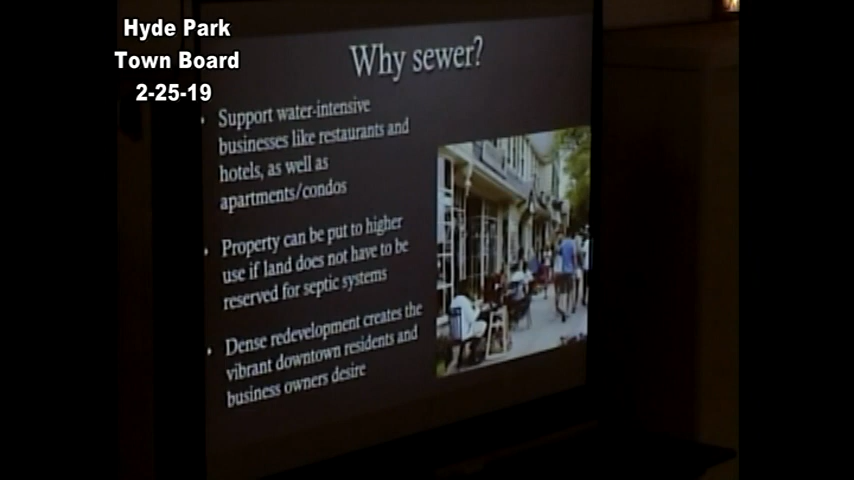 Hyde Park
Town Board
2-25-19
Why sewer?
• Support water-intensive
businesses like restaurants and
hotels, as well as
apartments/condos
• Property can be put to higher
use if land does not have to be
reserved for septic systems
• Dense redevelopment creates the
vibrant downtown residents and
business owners desire